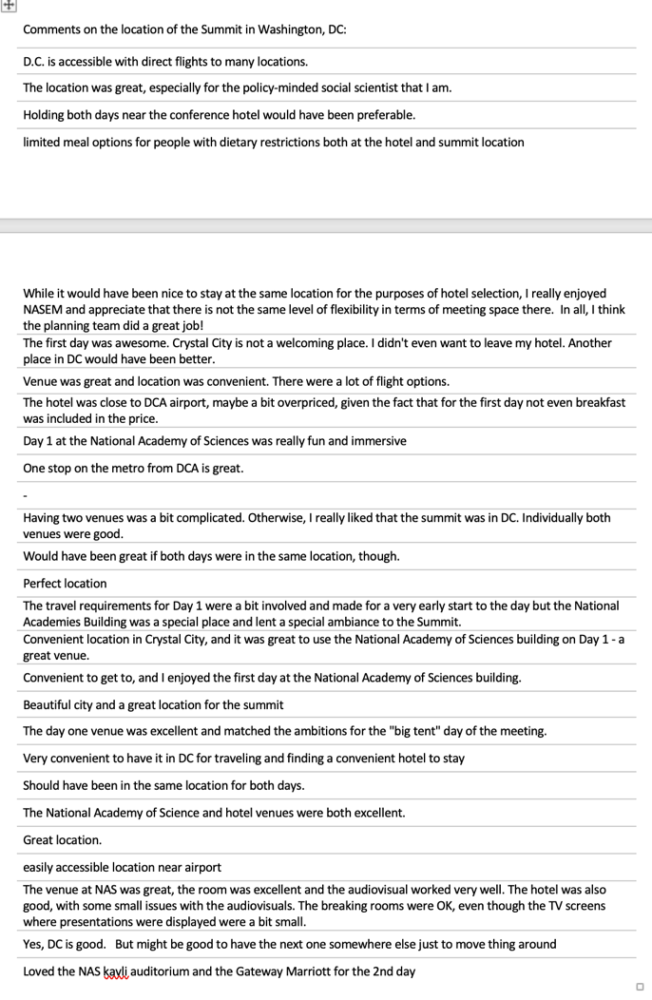 Comments on the location of the Summit in Washington, DC:
D.C. is accessible with direct flights to many locations.
The location was great, especially for the policy-minded social scientist that I am.
Holding both days near the conference hotel would have been preferable.
limited meal options for people with dietary restrictions both at the hotel and summit location
While it would have been nice to stay at the same location for the purposes of hotel selection, I really enjoyed
NASEM and appreciate that there is not the same level of flexibility in terms of meeting space there.  In all, I think
the planning team did a great job!
The first day was awesome. Crystal City is not a welcoming place. I didn't even want to leave my hotel. Another
place in DC would have been better.
Venue was great and location was convenient. There were a lot of flight options.
The hotel was close to DCA airport, maybe a bit overpriced, given the fact that for the first day not even breakfast
was included in the price.
Day 1 at the National Academy of Sciences was really fun and immersive
One stop on the metro from DCA is great.
-
Having two venues was a bit complicated. Otherwise, I really liked that the summit was in DC. Individually both
venues were good.
Would have been great if both days were in the same location, though.
Perfect location
The travel requirements for Day 1 were a bit involved and made for a very early start to the day but the National
Academies Building was a special place and lent a special ambiance to the Summit.
Convenient location in Crystal City, and it was great to use the National Academy of Sciences building on Day 1 - a
great venue.
Convenient to get to, and I enjoyed the first day at the National Academy of Sciences building.
Beautiful city and a great location for the summit
The day one venue was excellent and matched the ambitions for the "big tent" day of the meeting.
Very convenient to have it in DC for traveling and finding a convenient hotel to stay
Should have been in the same location for both days.
The National Academy of Science and hotel venues were both excellent.
Great location.
easily accessible location near airport
The venue at NAS was great, the room was excellent and the audiovisual worked very well. The hotel was also
good, with some small issues with the audiovisuals. The breaking rooms were OK, even though the TV screens
where presentations were displayed were a bit small.
Yes, DC is good.   But might be good to have the next one somewhere else just to move thing around
Loved the NAS kavli auditorium and the Gateway Marriott for the 2nd day